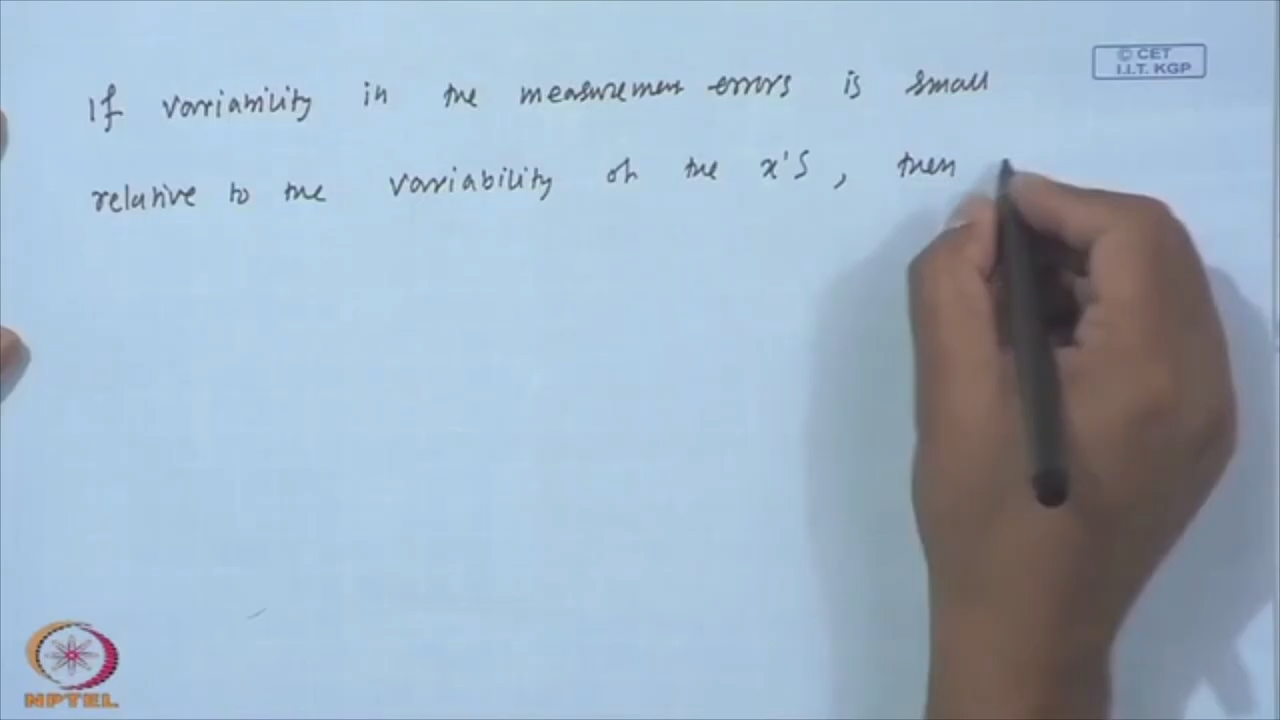 © CET
I.I.T. KGP
If variability in the measurement errors is small
relative to the variability of the x's, then
NPTEL